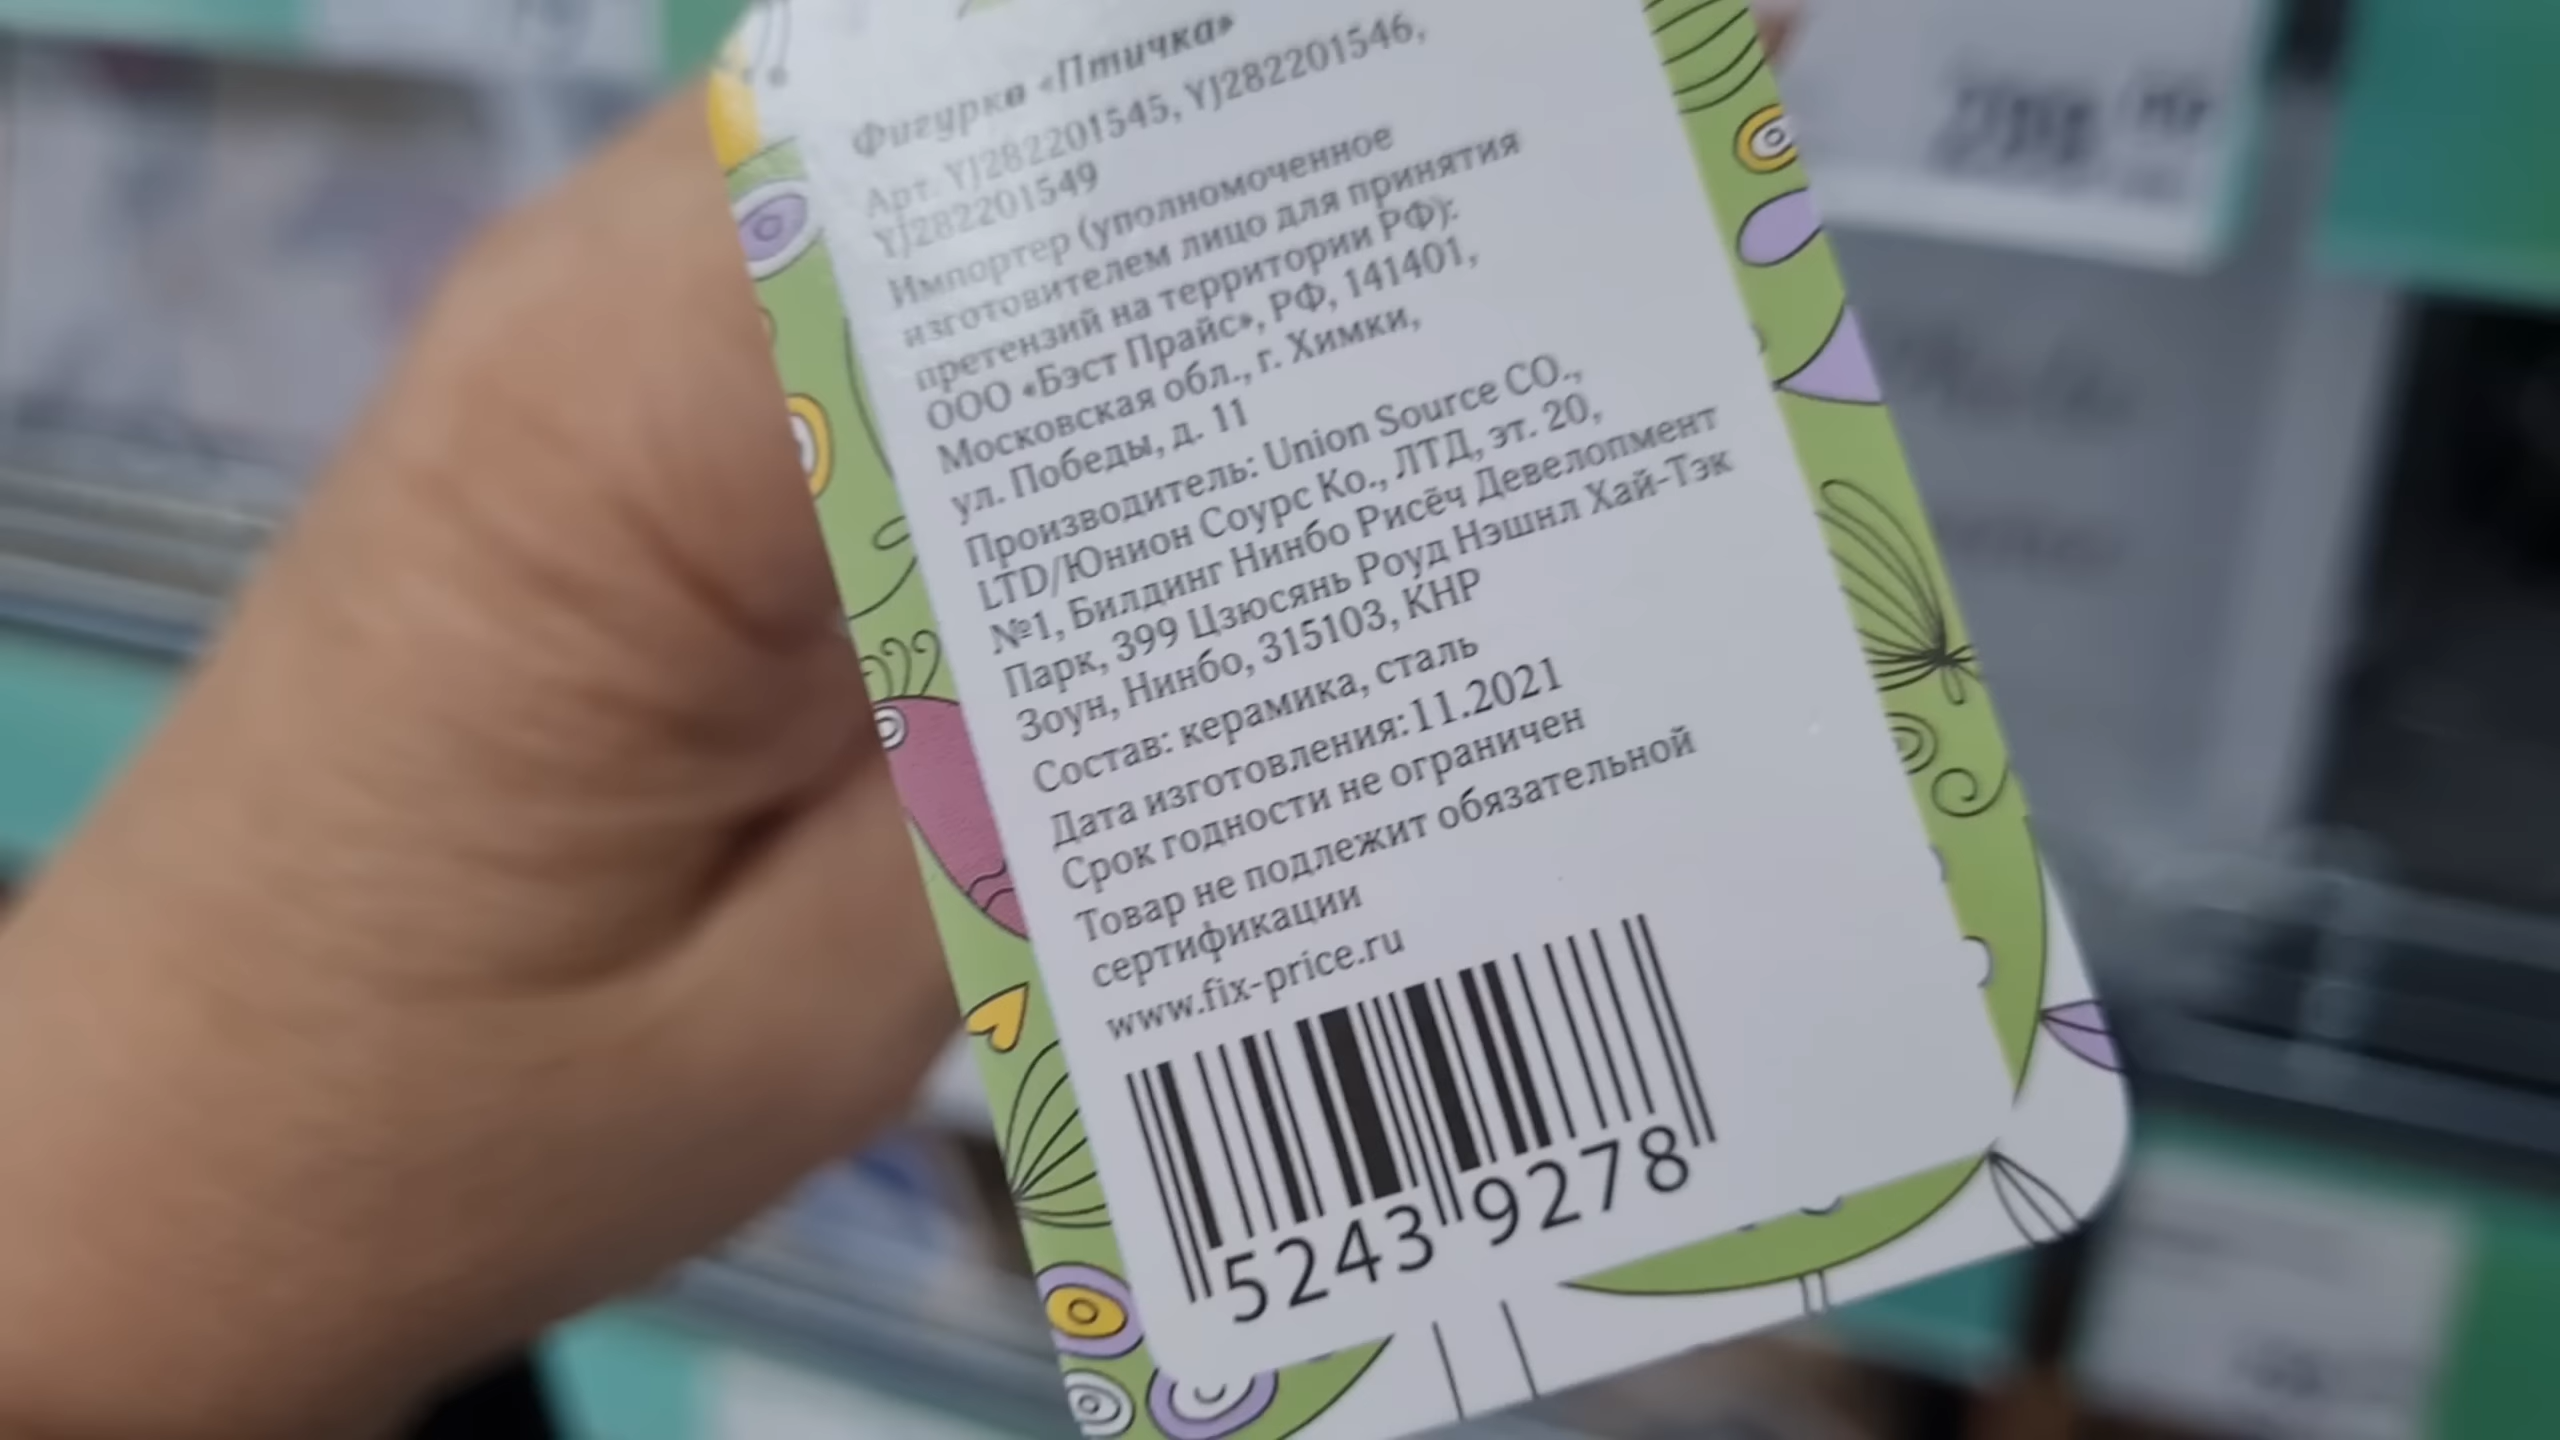 Фигурка «Птичка»
Арт. YJ282201545, YJ282201546,
YJ282201549
Импортер (уполномоченное
изготовителем лицо для принятия
претензий на территории РФ):
ООО «Бэст Прайс», РФ, 141401,
Московская обл., г. Химки,
ул. Победы, д. 11
Производитель: Union Source CO.,
LTD/Юнион Соурс Ко., ЛТД, эт. 20,
№1, Билдинг Нинбо Рисёч Девелопмент
Парк, 399 Цзюсянь Роуд Нэшнл Хай-Тэк
Зоун, Нинбо, 315103, КНР
Состав: керамика, сталь
Дата изготовления: 11.2021
Срок годности не ограничен
Товар не подлежит обязательной
сертификации
www.fix-price.ru
5243 9278